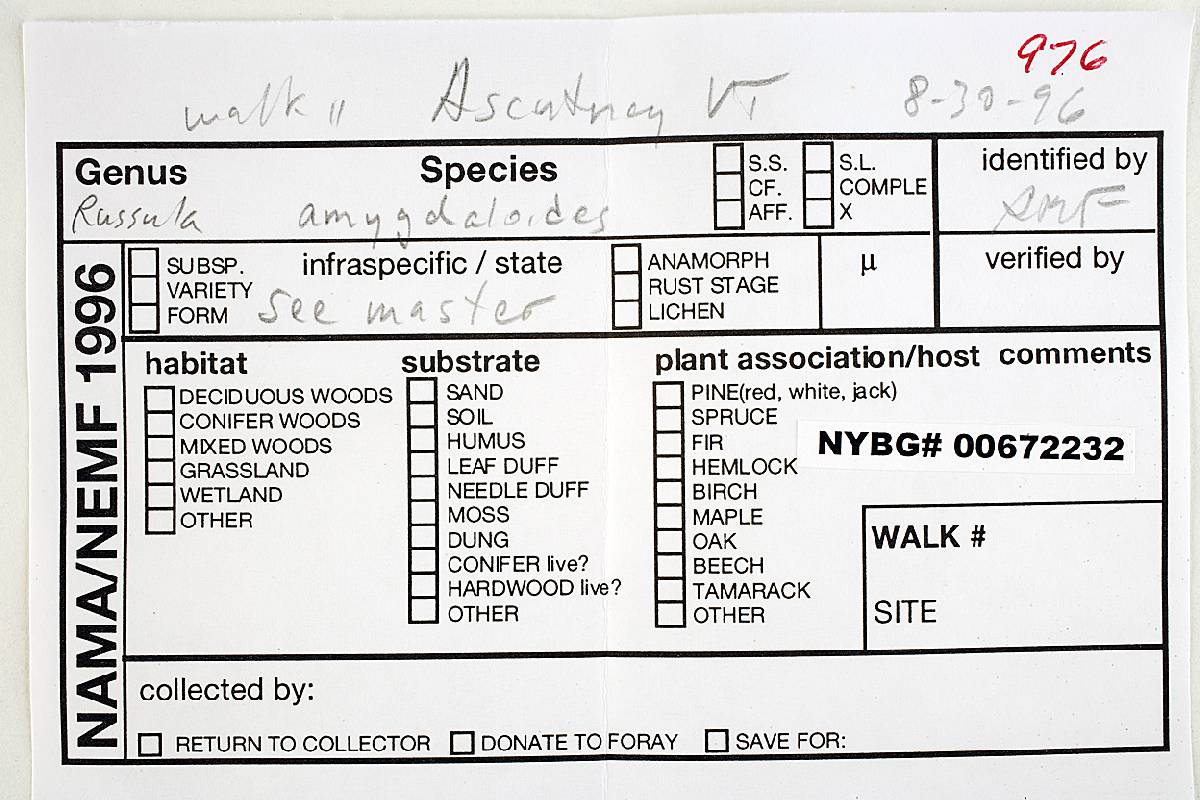 976
walk 11 Ascutney VT 8-30-96
Genus Species
Russula amygdaloides
S.S.
CF.
AFF.
S.L.
COMPLE
X
identified by
SUBSP.
VARIETY
FORM
infraspecific / state
See master
ANAMORPH
RUST STAGE
LICHEN
µ
verified by
NAMA/NEMF 1996
habitat
DECIDUOUS WOODS
CONIFER WOODS
MIXED WOODS
GRASSLAND
WETLAND
OTHER
substrate
SAND
SOIL
HUMUS
LEAF DUFF
NEEDLE DUFF
MOSS
DUNG
CONIFER live?
HARDWOOD live?
OTHER
plant association/host comments
PINE(red, white, jack)
SPRUCE
FIR
HEMLOCK
BIRCH
MAPLE
OAK
BEECH
TAMARACK
OTHER
NYBG# 00672232
WALK #
SITE
collected by:
RETURN TO COLLECTOR DONATE TO FORAY SAVE FOR: